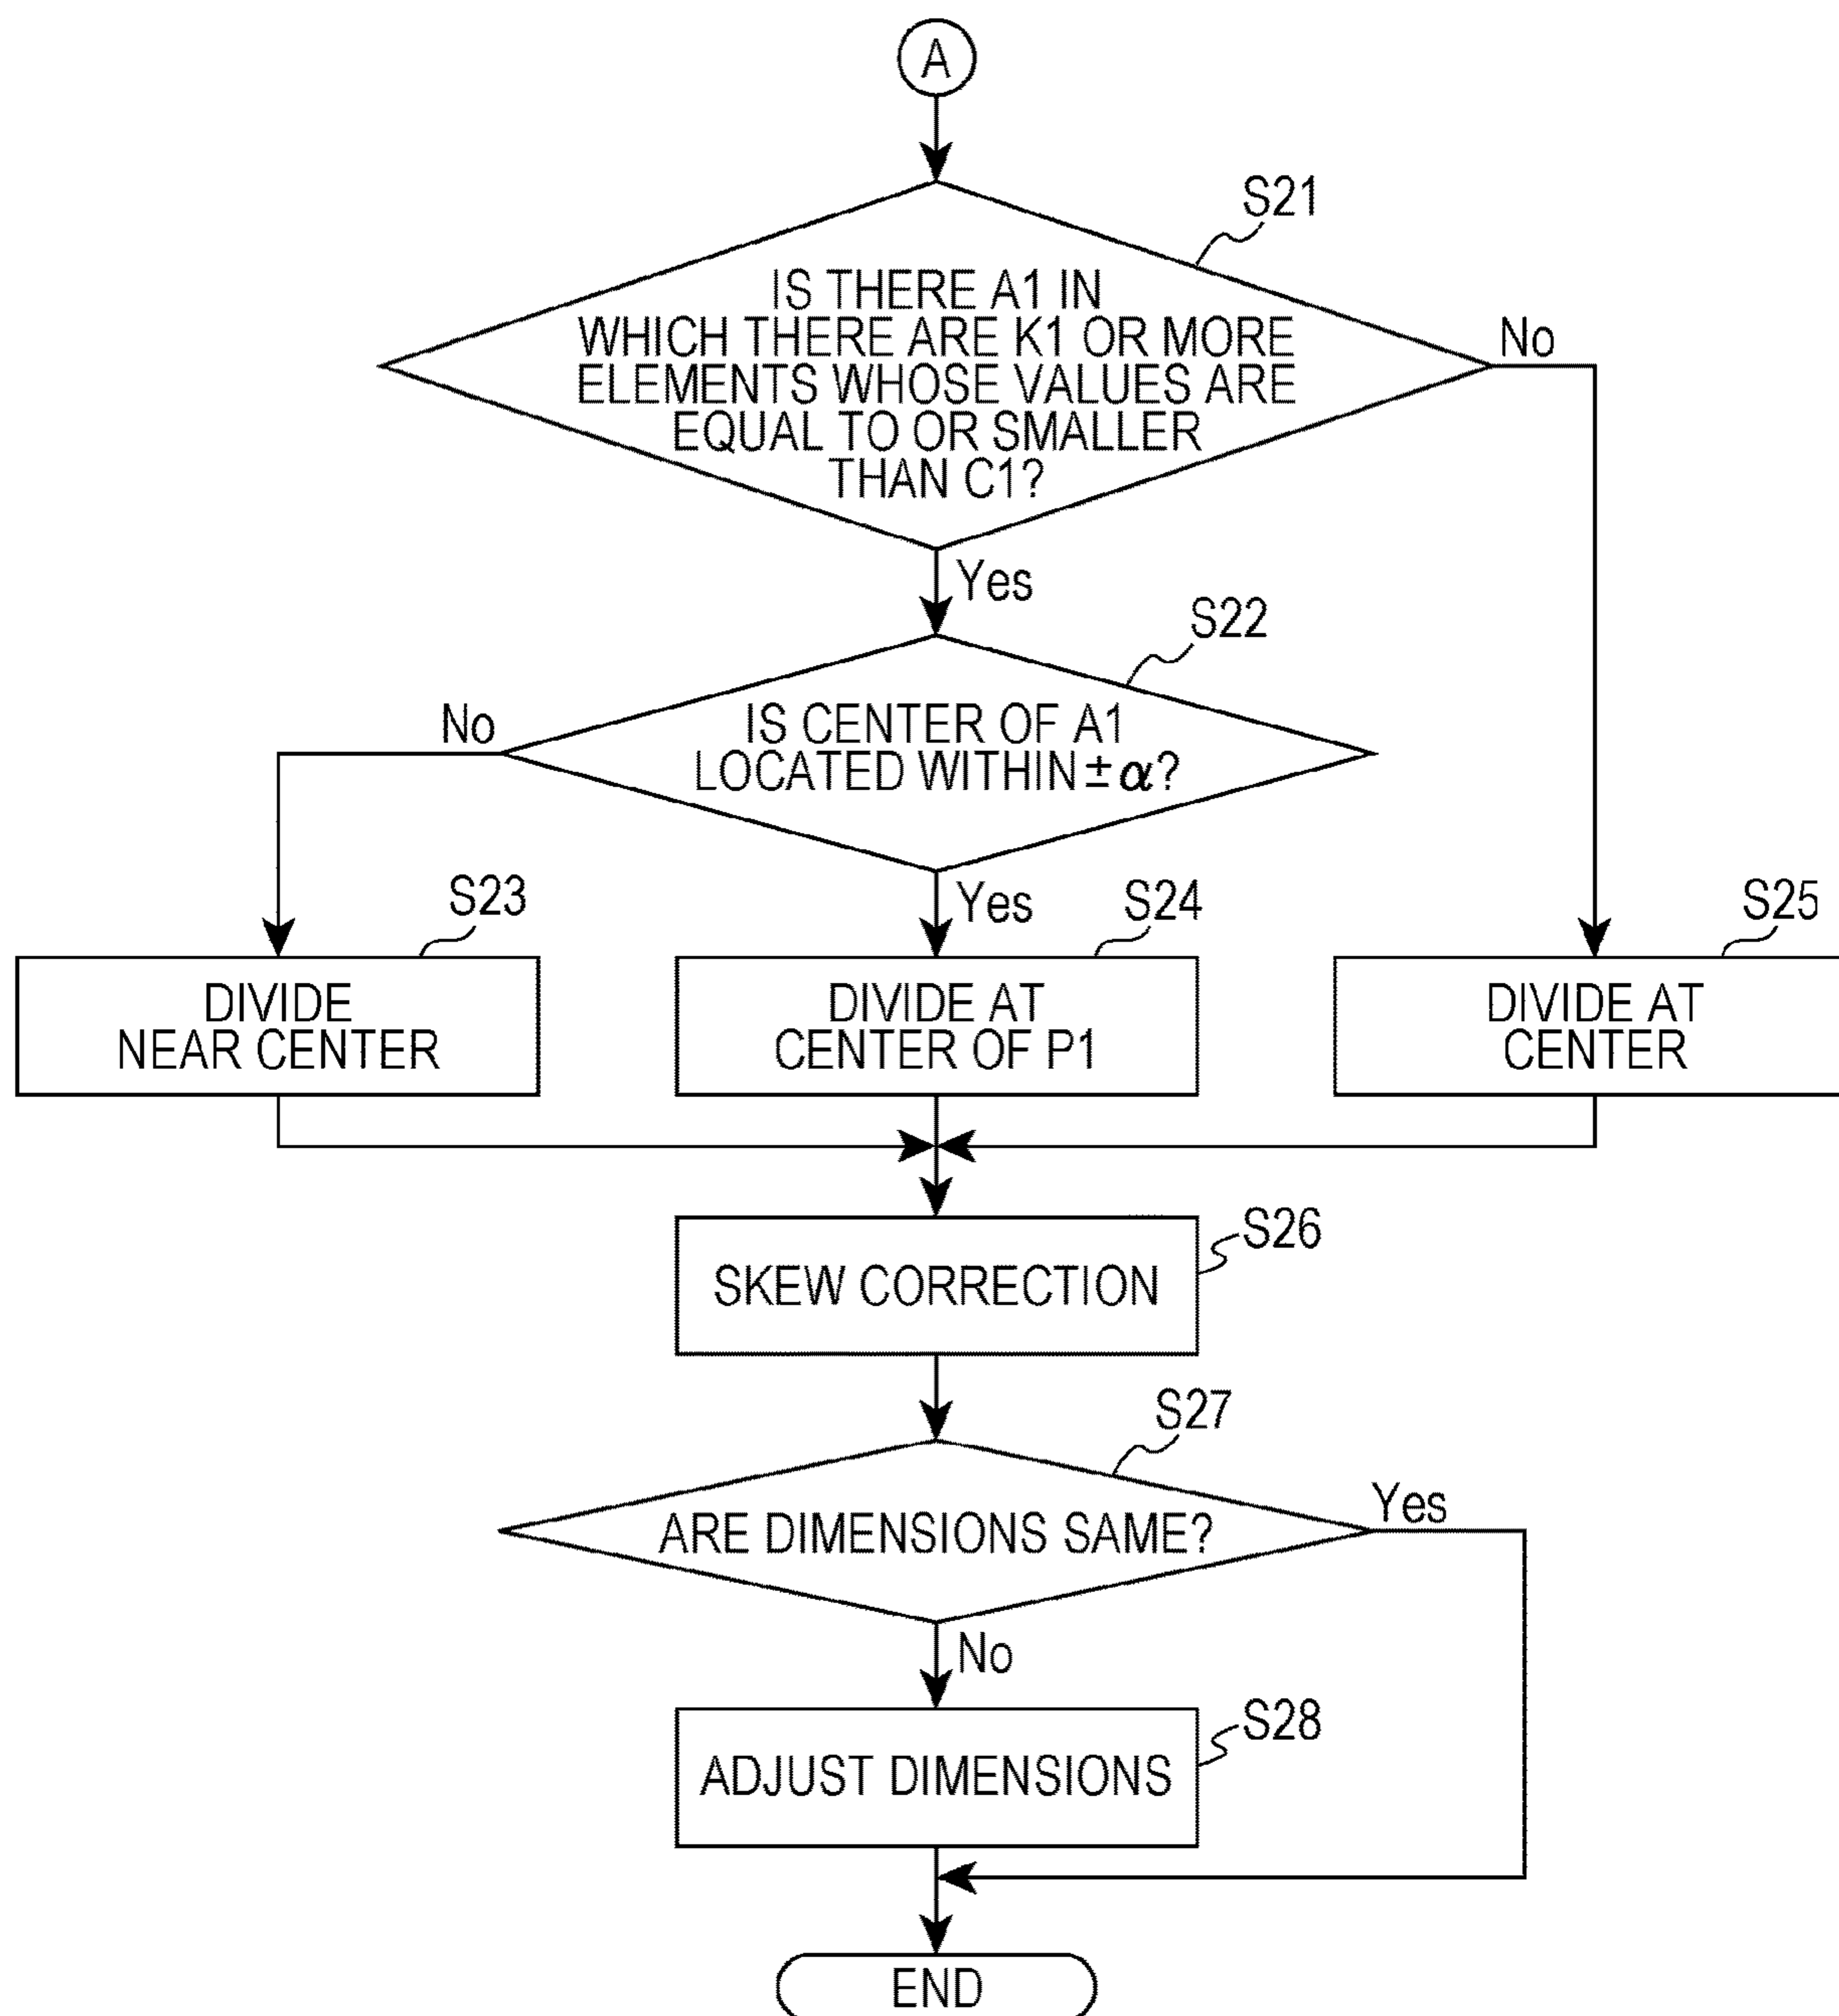 A
S21
IS THERE A1 IN
WHICH THERE ARE K1 OR MORE
ELEMENTS WHOSE VALUES ARE
EQUAL TO OR SMALLER
THAN C1?
No
Yes
S22
IS CENTER OF A1
LOCATED WITHIN ± α?
No
Yes
S23
DIVIDE
NEAR CENTER
S24
DIVIDE AT
CENTER OF P1
S25
DIVIDE AT
CENTER
S26
SKEW CORRECTION
S27
ARE DIMENSIONS SAME?
Yes
No
S28
ADJUST DIMENSIONS
END